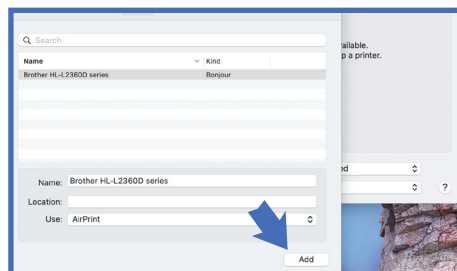 Search
Name Kind
Brother HL-L2360D series Bonjour
Name: Brother HL-L2360D series
Location:
Use: AirPrint
Add
ailable.
p a printer.
ed
?